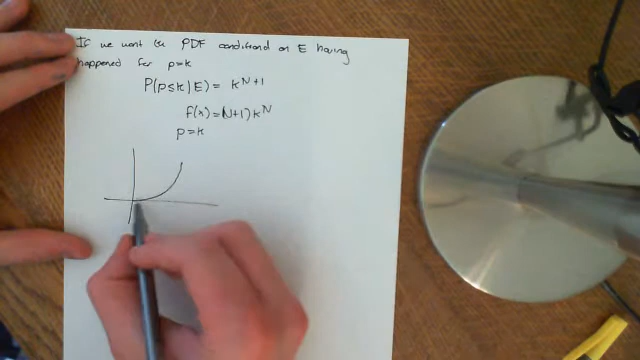 If we want the PDF conditioned on E having
happened for p=k
P(p≤k|E) = k^N+1
f(x)=(N+1)k^N
p=k